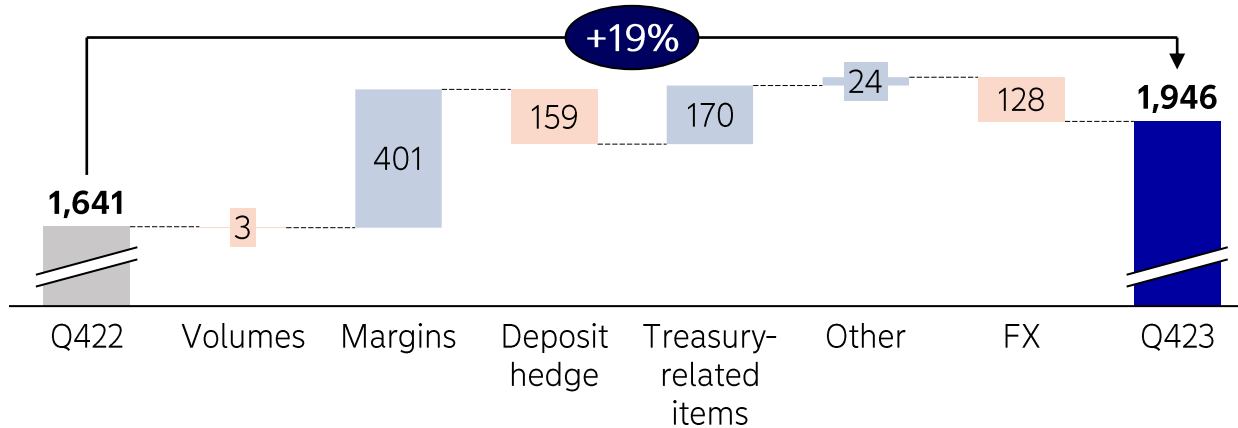 +19%
1,641
3
401
159
170
24
128
1,946
Q422
Volumes
Margins
Deposit
hedge
Treasury-
related
items
Other
FX
Q423